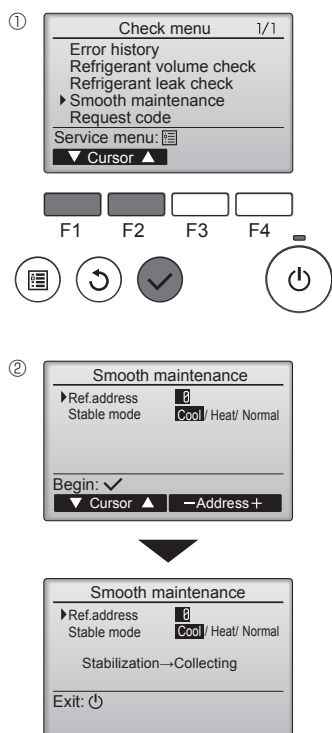 ①
Check menu 1/1
Error history
Refrigerant volume check
Refrigerant leak check
Smooth maintenance
Request code
Service menu:
▼ Cursor ▲
F1 F2 F3 F4
②
Smooth maintenance
Ref.address 0
Stable mode Cool / Heat/ Normal
Begin: ✓
▼ Cursor ▲ −Address+
Smooth maintenance
Ref.address 0
Stable mode Cool / Heat/ Normal
Stabilization→Collecting
Exit: